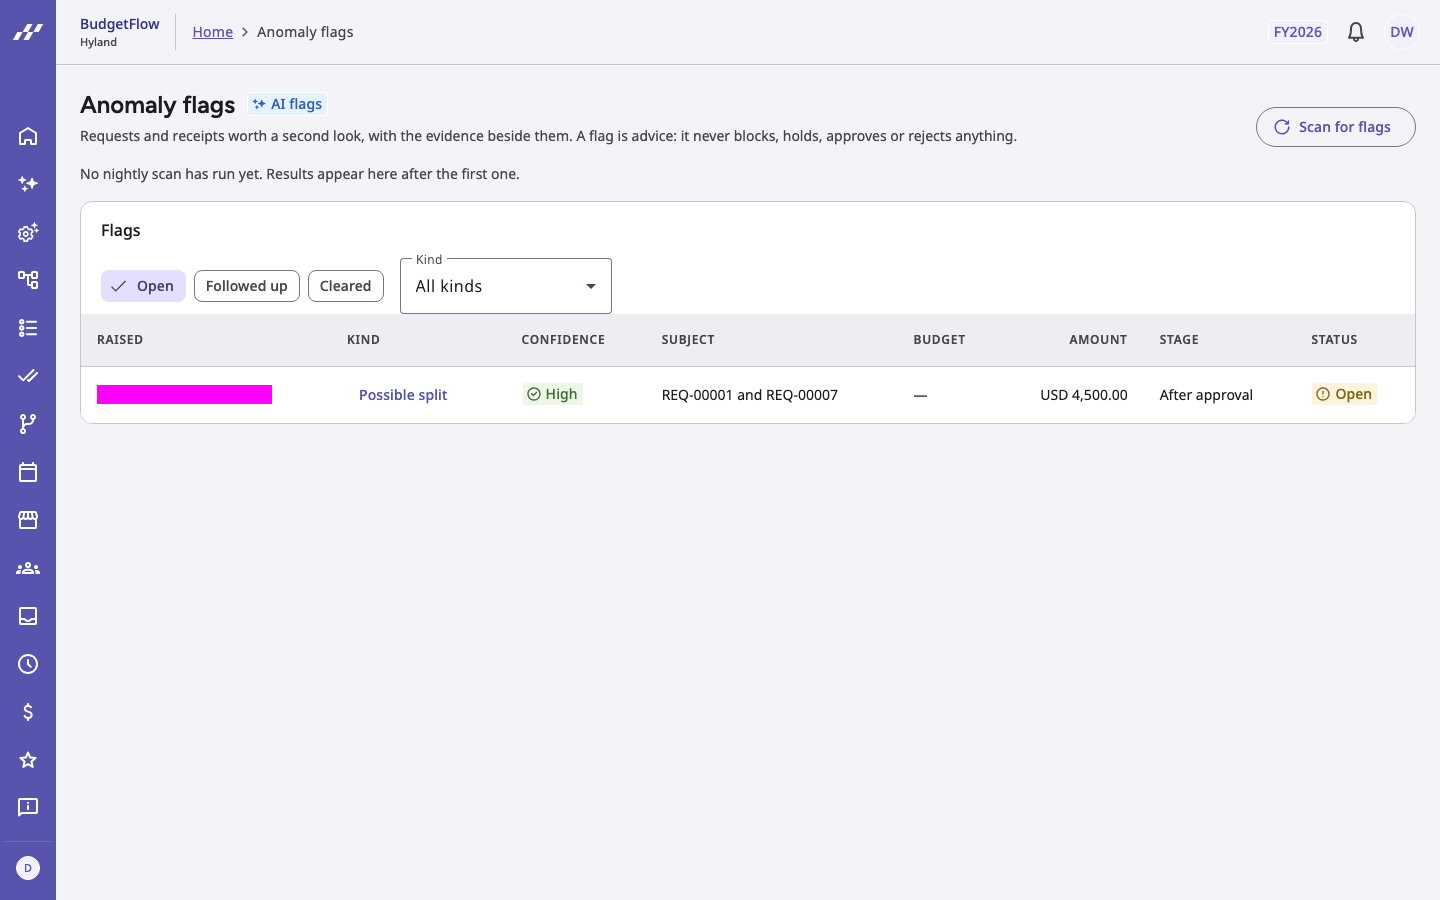 BudgetFlow
Hyland
Home > Anomaly flags
FY2026
DW
Anomaly flags
AI flags
Requests and receipts worth a second look, with the evidence beside them. A flag is advice: it never blocks, holds, approves or rejects anything.
Scan for flags
No nightly scan has run yet. Results appear here after the first one.
Flags
Open
Followed up
Cleared
Kind
All kinds
RAISED KIND CONFIDENCE SUBJECT BUDGET AMOUNT STAGE STATUS
Possible split High REQ-00001 and REQ-00007 — USD 4,500.00 After approval Open
D